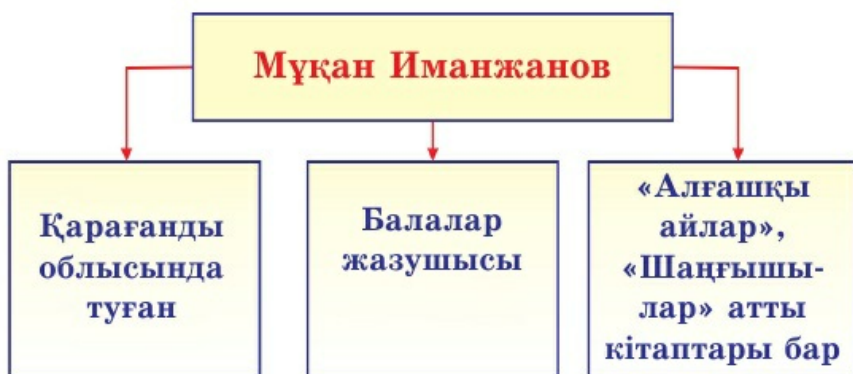 Мұқан Иманжанов
Қарағанды
облысында
туған
Балалар
жазушысы
«Алғашқы
айлар»,
«Шаңғышы-
лар» атты
кітаптары бар